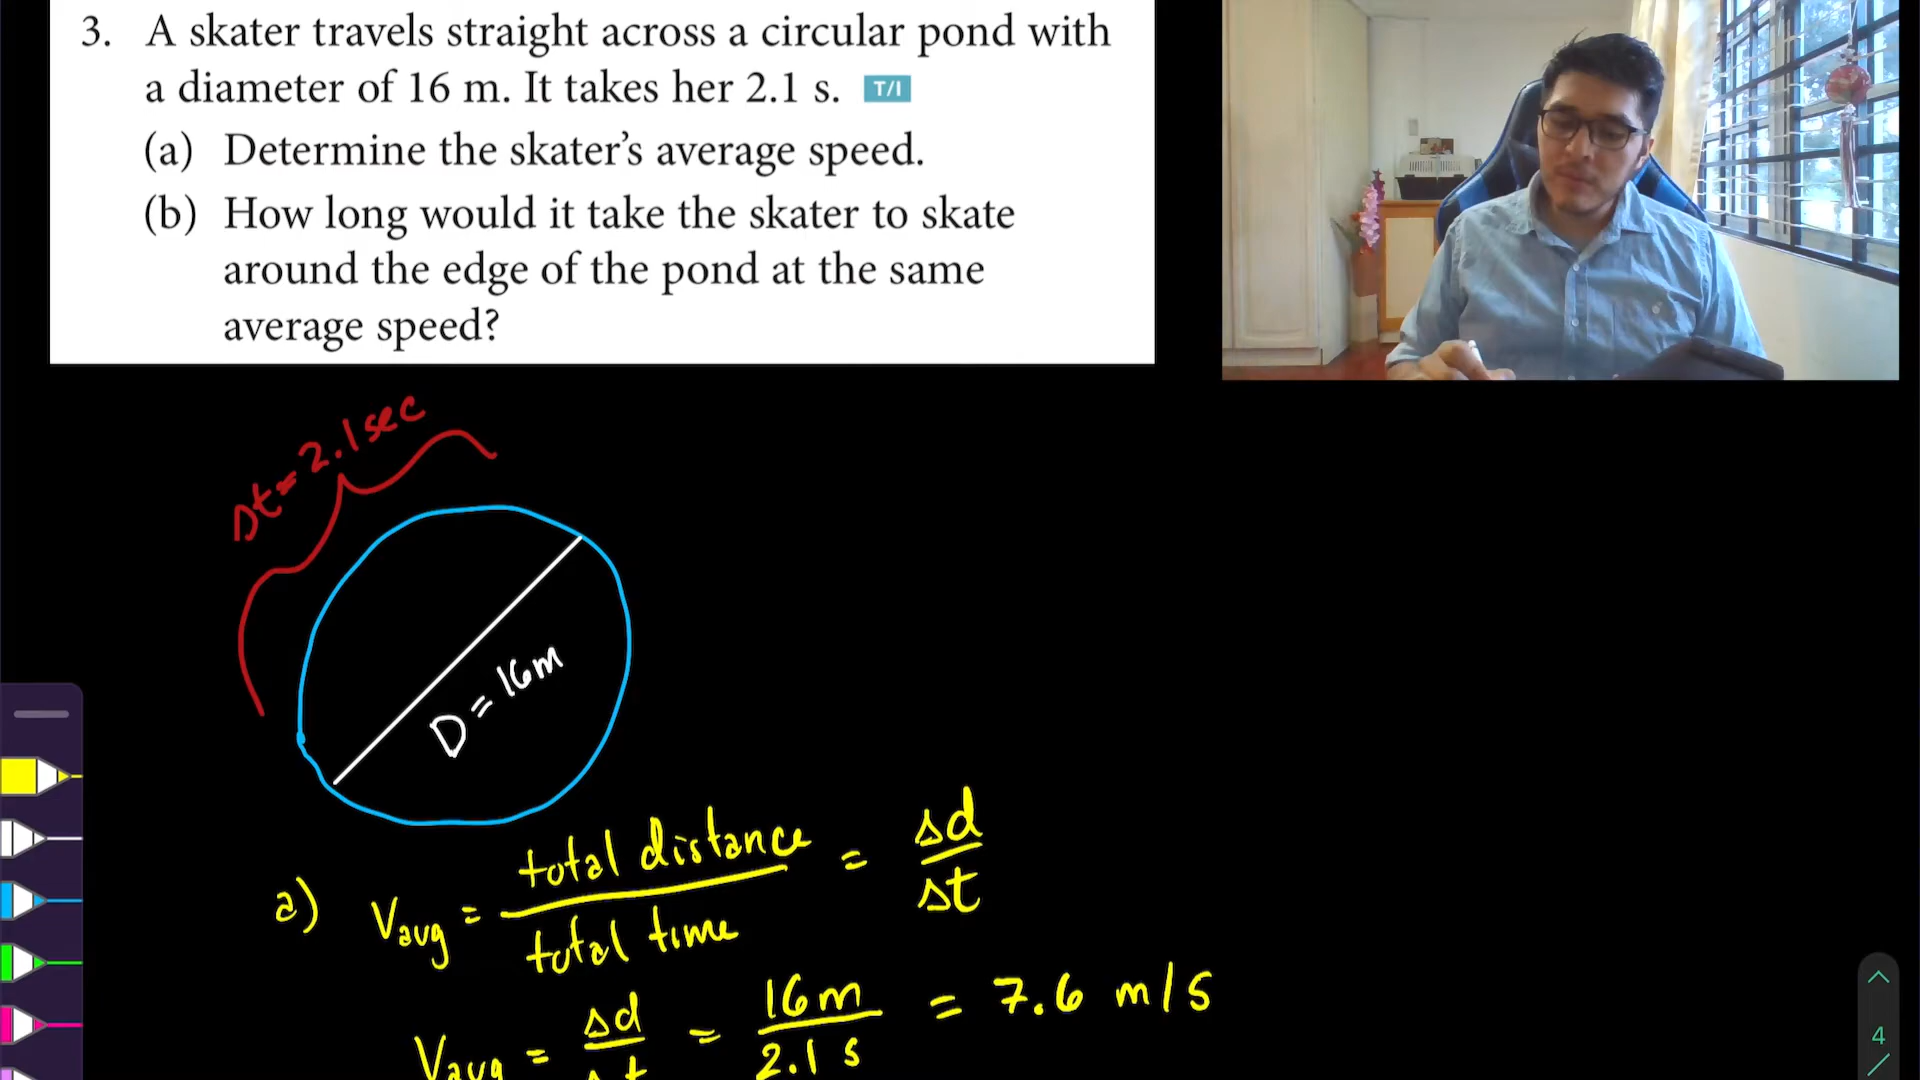 3. A skater travels straight across a circular pond with
a diameter of 16 m. It takes her 2.1 s. T/I
(a) Determine the skater’s average speed.
(b) How long would it take the skater to skate
around the edge of the pond at the same
average speed?
Δt = 2.1 sec
D = 16m
a) Vavg = total distance / total time = Δd / Δt
Vavg = Δd / Δt = 16m / 2.1 s = 7.6 m/s
4